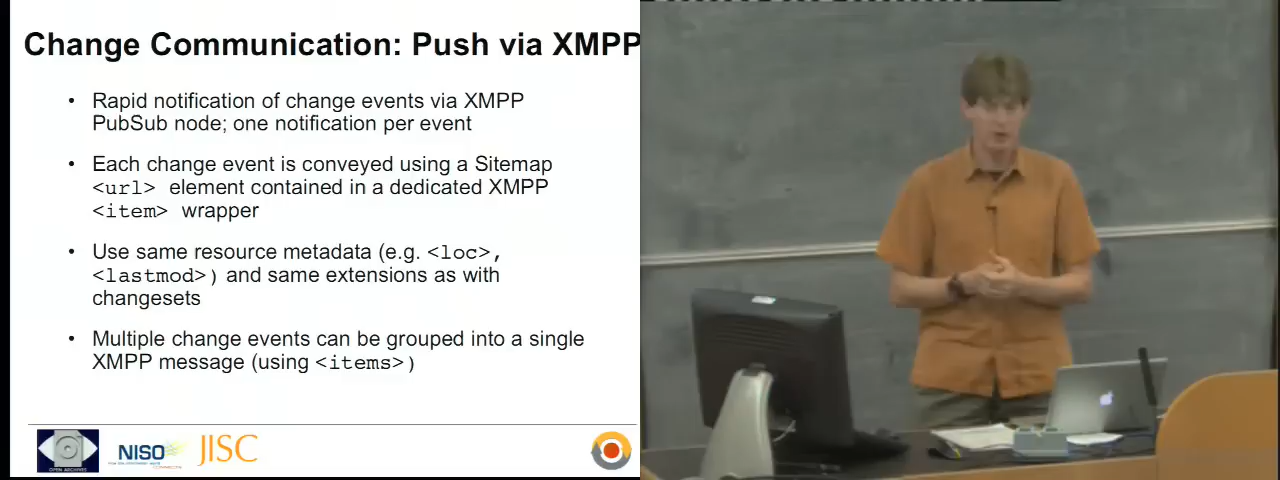 Change Communication: Push via XMPP
• Rapid notification of change events via XMPP
PubSub node; one notification per event
• Each change event is conveyed using a Sitemap
<url> element contained in a dedicated XMPP
<item> wrapper
• Use same resource metadata (e.g. <loc>,
<lastmod>) and same extensions as with
changesets
• Multiple change events can be grouped into a single
XMPP message (using <items>)
OPEN ARCHIVES
NISO
JISC